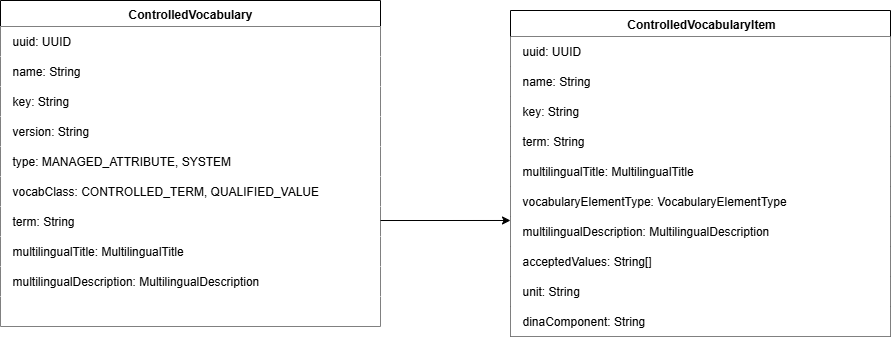 ControlledVocabulary
uuid: UUID
name: String
key: String
version: String
type: MANAGED_ATTRIBUTE, SYSTEM
vocabClass: CONTROLLED_TERM, QUALIFIED_VALUE
term: String
multilingualTitle: MultilingualTitle
multilingualDescription: MultilingualDescription
ControlledVocabularyItem
uuid: UUID
name: String
key: String
term: String
multilingualTitle: MultilingualTitle
vocabularyElementType: VocabularyElementType
multilingualDescription: MultilingualDescription
acceptedValues: String[]
unit: String
dinaComponent: String